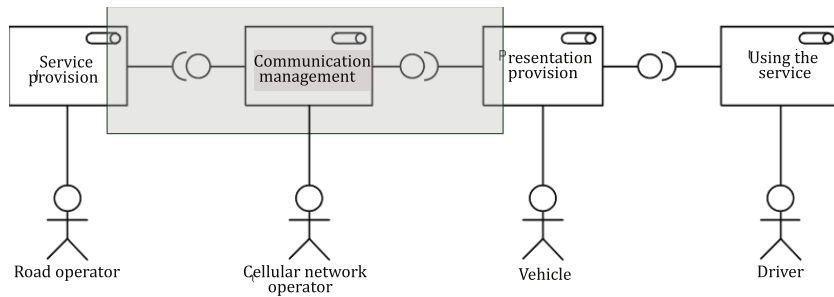 Service
provision
Communication
management
Presentation
provision
Using the
service
Road operator
Cellular network
operator
Vehicle
Driver